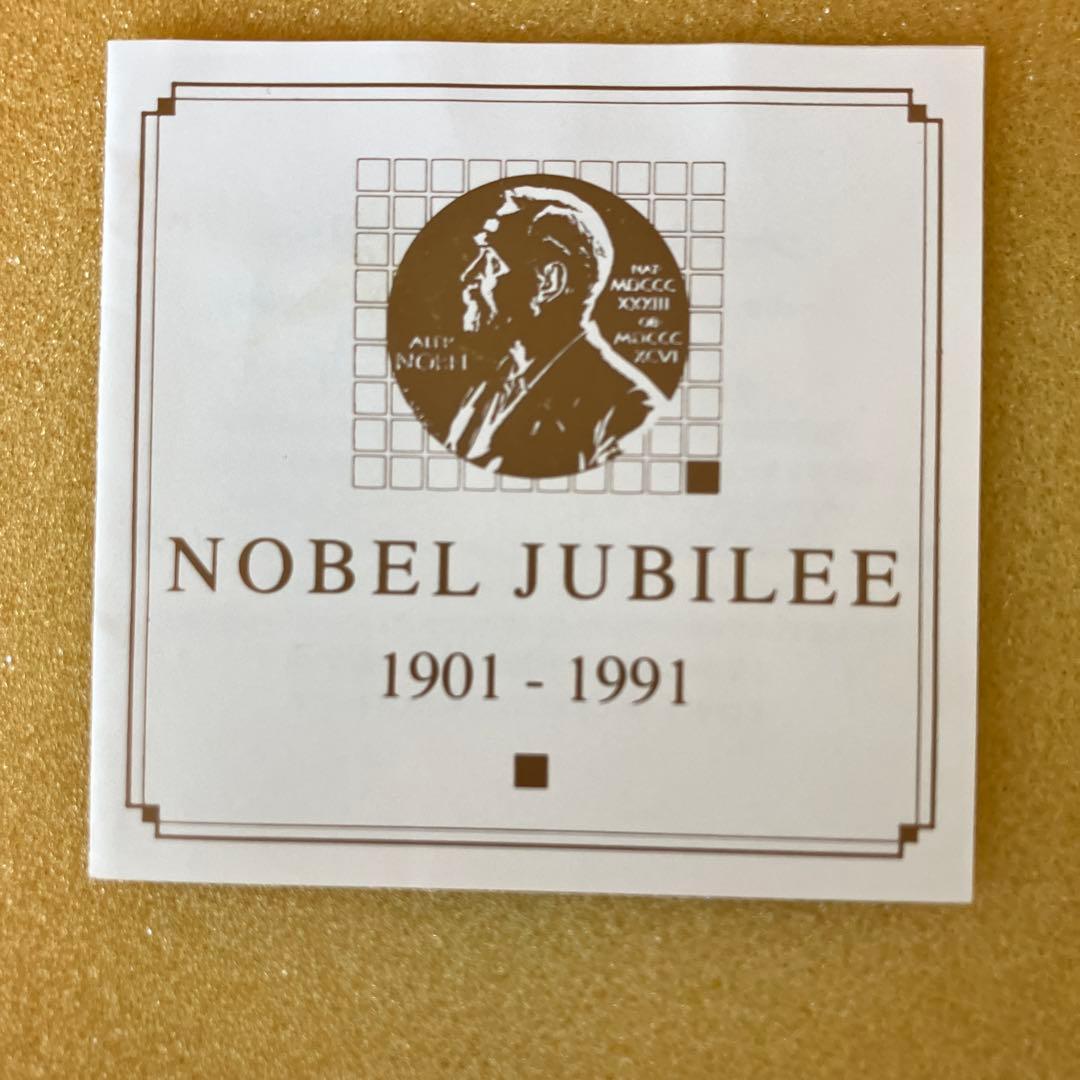 ALFR·
NOBEL
NAT·
MDCCC
XXXIII
OB·
MDCCC
XCVI
NOBEL JUBILEE
1901 - 1991